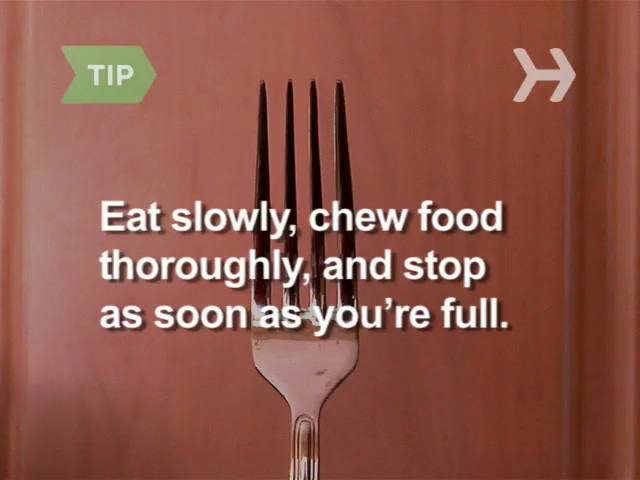 TIP
Eat slowly, chew food
thoroughly, and stop
as soon as you're full.